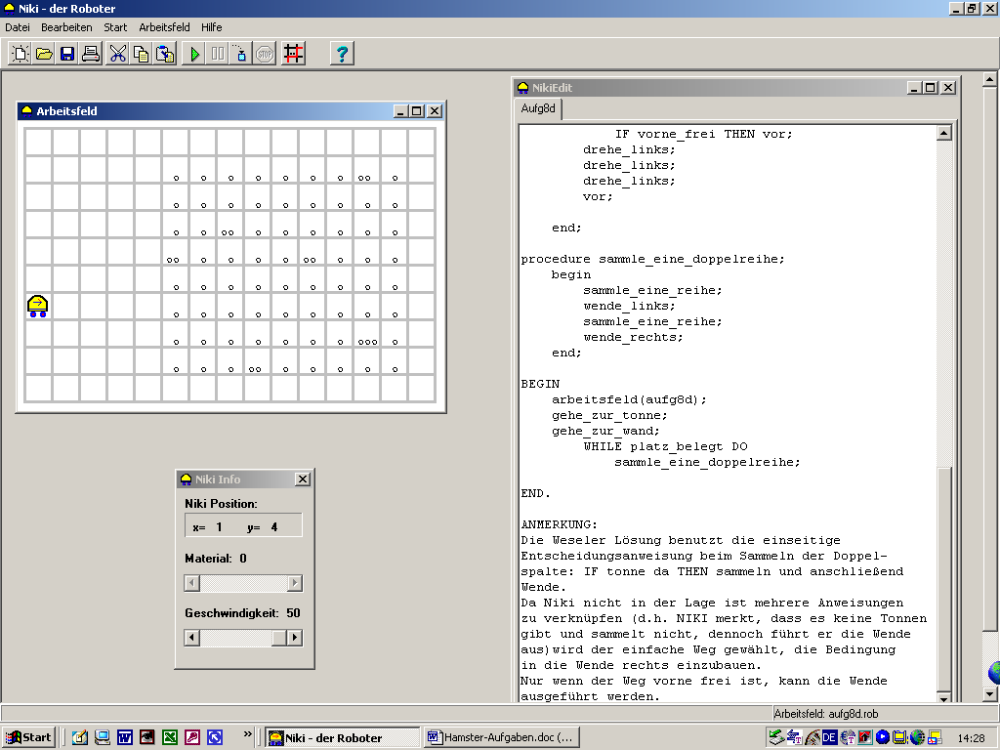 Niki - der Roboter
Datei Bearbeiten Start Arbeitsfeld Hilfe
STOP
?
Arbeitsfeld
NikiEdit
Aufg8d
IF vorne_frei THEN vor;
drehe_links;
drehe_links;
drehe_links;
vor;
end;
procedure sammle_eine_doppelreihe;
begin
sammle_eine_reihe;
wende_links;
sammle_eine_reihe;
wende_rechts;
end;
BEGIN
arbeitsfeld(aufg8d);
gehe_zur_tonne;
gehe_zur_wand;
WHILE platz_belegt DO
sammle_eine_doppelreihe;
END.
ANMERKUNG:
Die Weseler Lösung benutzt die einseitige
Entscheidungsanweisung beim Sammeln der Doppel-
spalte: IF tonne da THEN sammeln und anschließend
Wende.
Da Niki nicht in der Lage ist mehrere Anweisungen
zu verknüpfen (d.h. NIKI merkt, dass es keine Tonnen
gibt und sammelt nicht, dennoch führt er die Wende
aus)wird der einfache Weg gewählt, die Bedingung
in die Wende rechts einzubauen.
Nur wenn der Weg vorne frei ist, kann die Wende
ausgeführt werden.
Niki Info
Niki Position:
x= 1 y= 4
Material: 0
Geschwindigkeit: 50
Arbeitsfeld: aufg8d.rob
Start
»
Niki - der Roboter
Hamster-Aufgaben.doc (...
DE
14:28